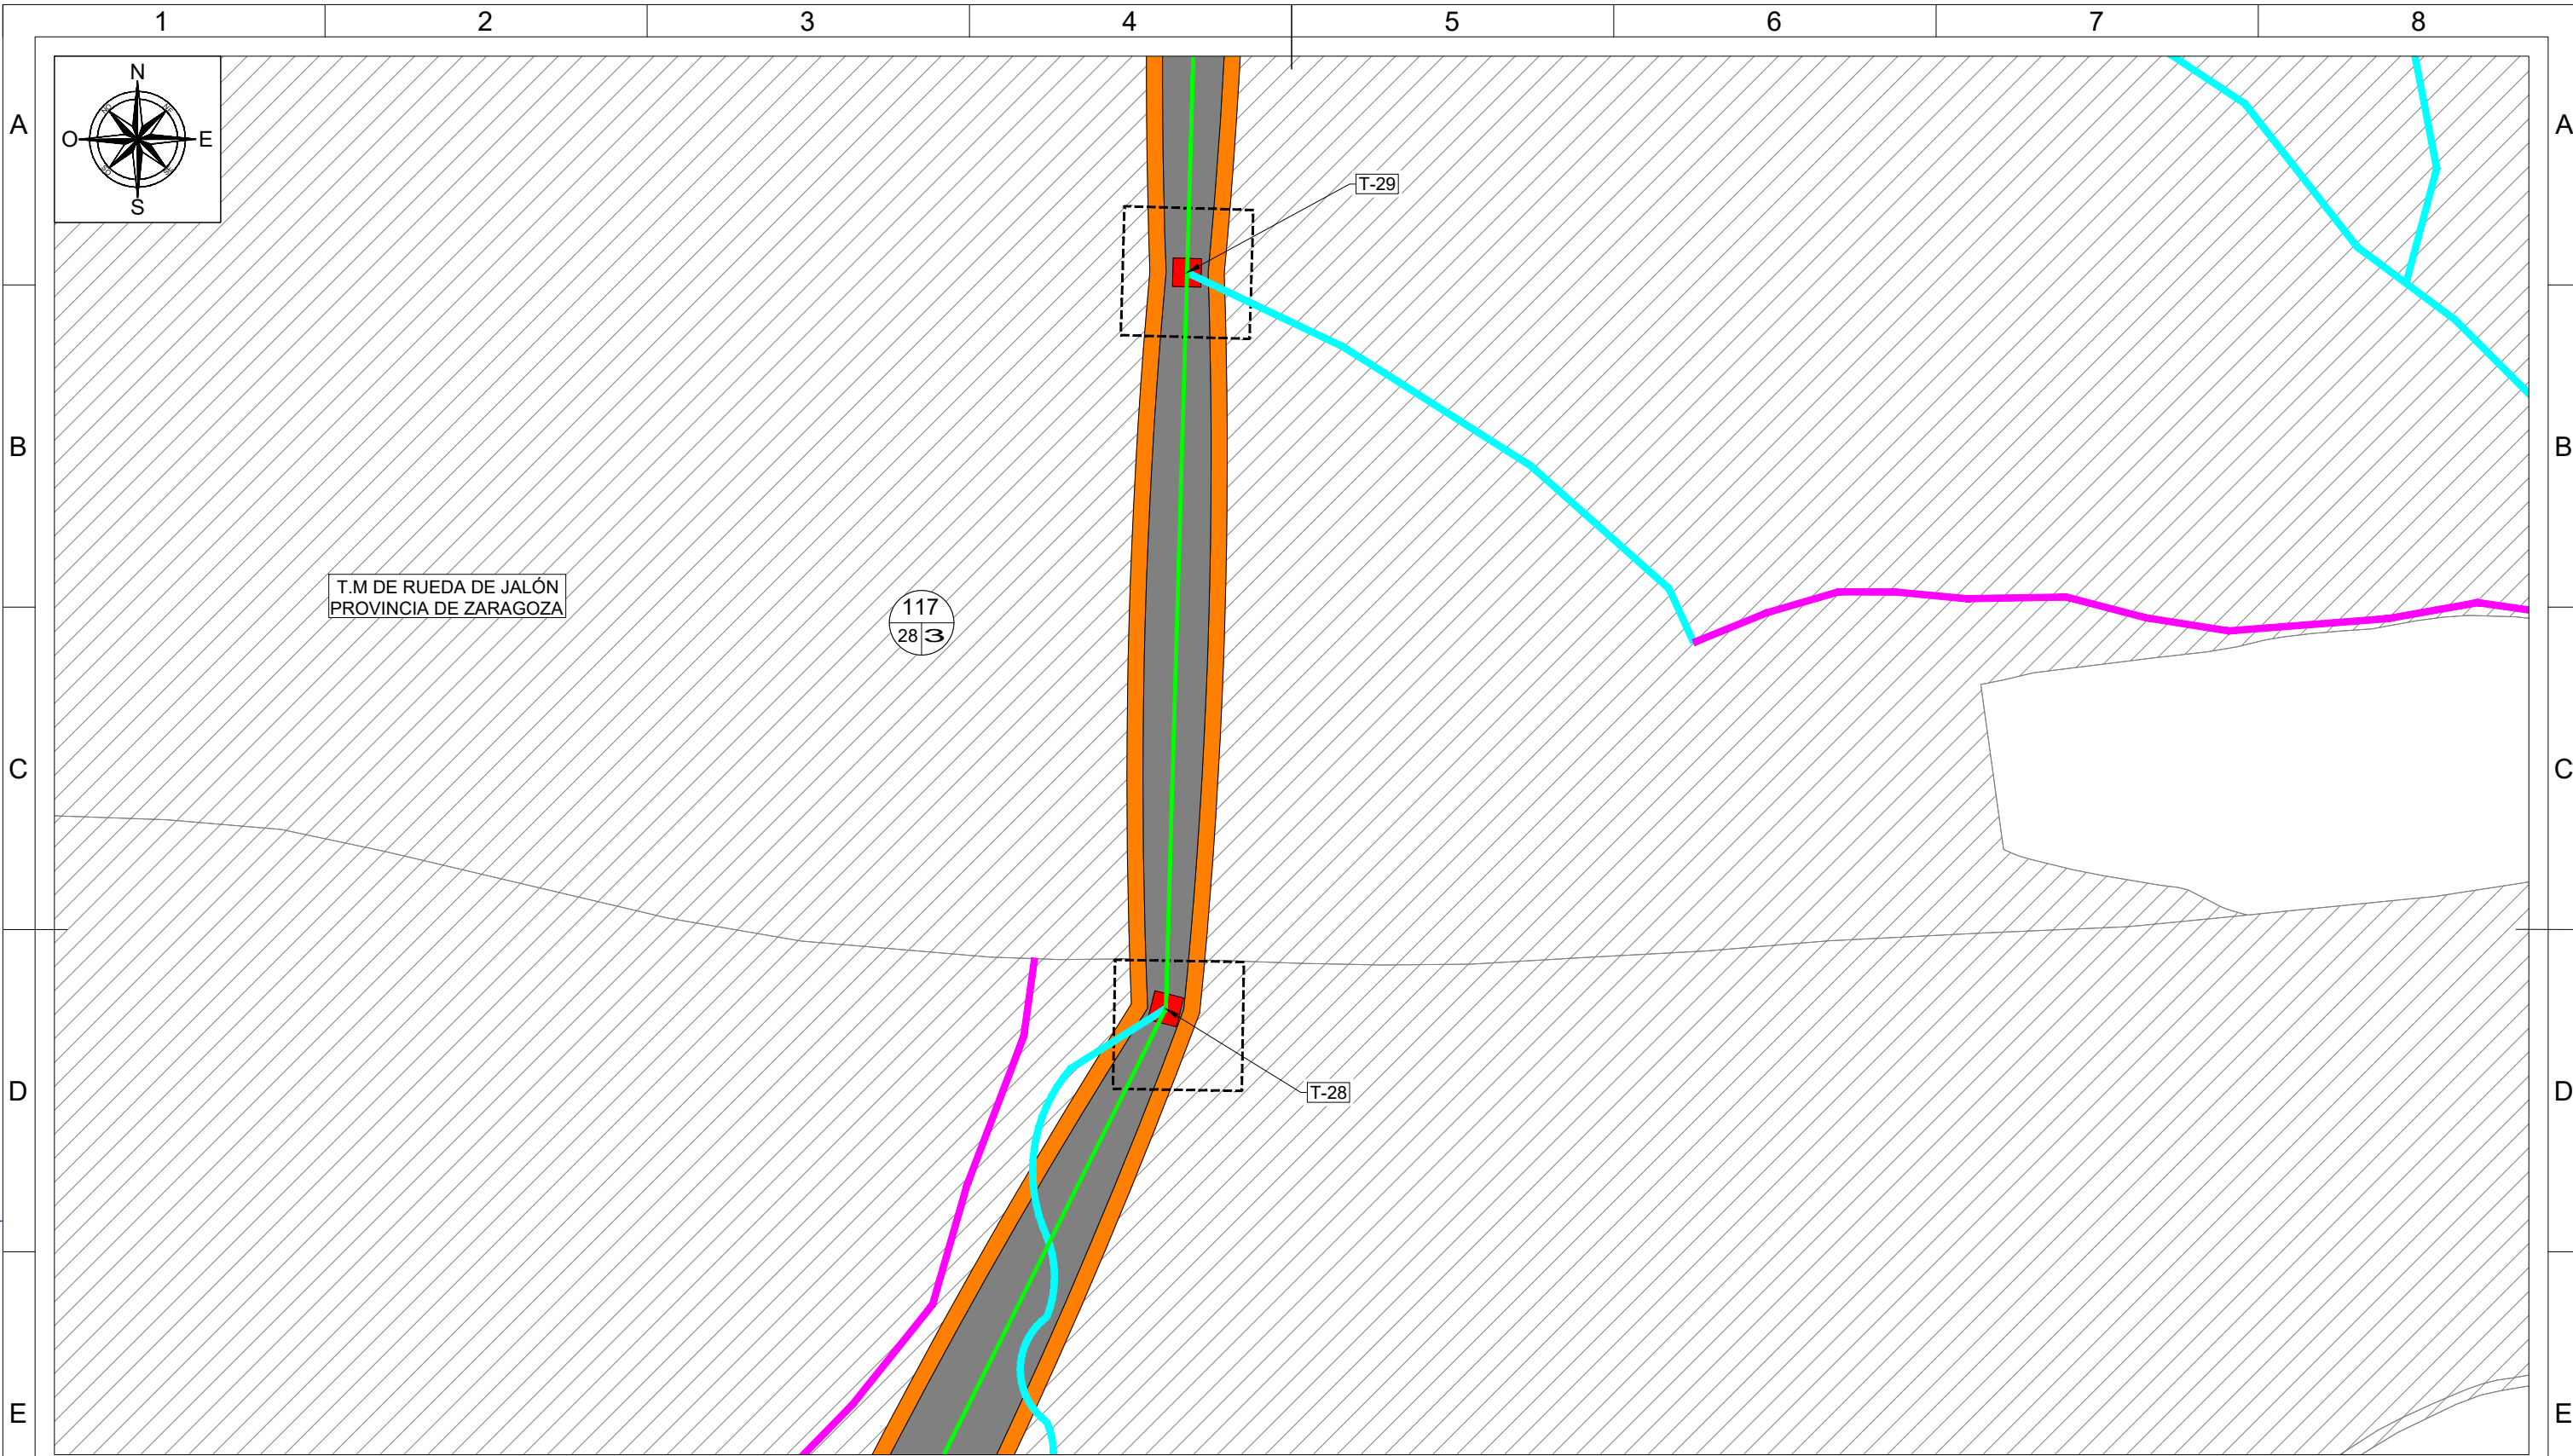 1 2 3 4 5 6 7 8
A A
N
O E
S
T-29
B B
T.M DE RUEDA DE JALÓN
PROVINCIA DE ZARAGOZA
117
28 3
C C
D D
T-28
E E